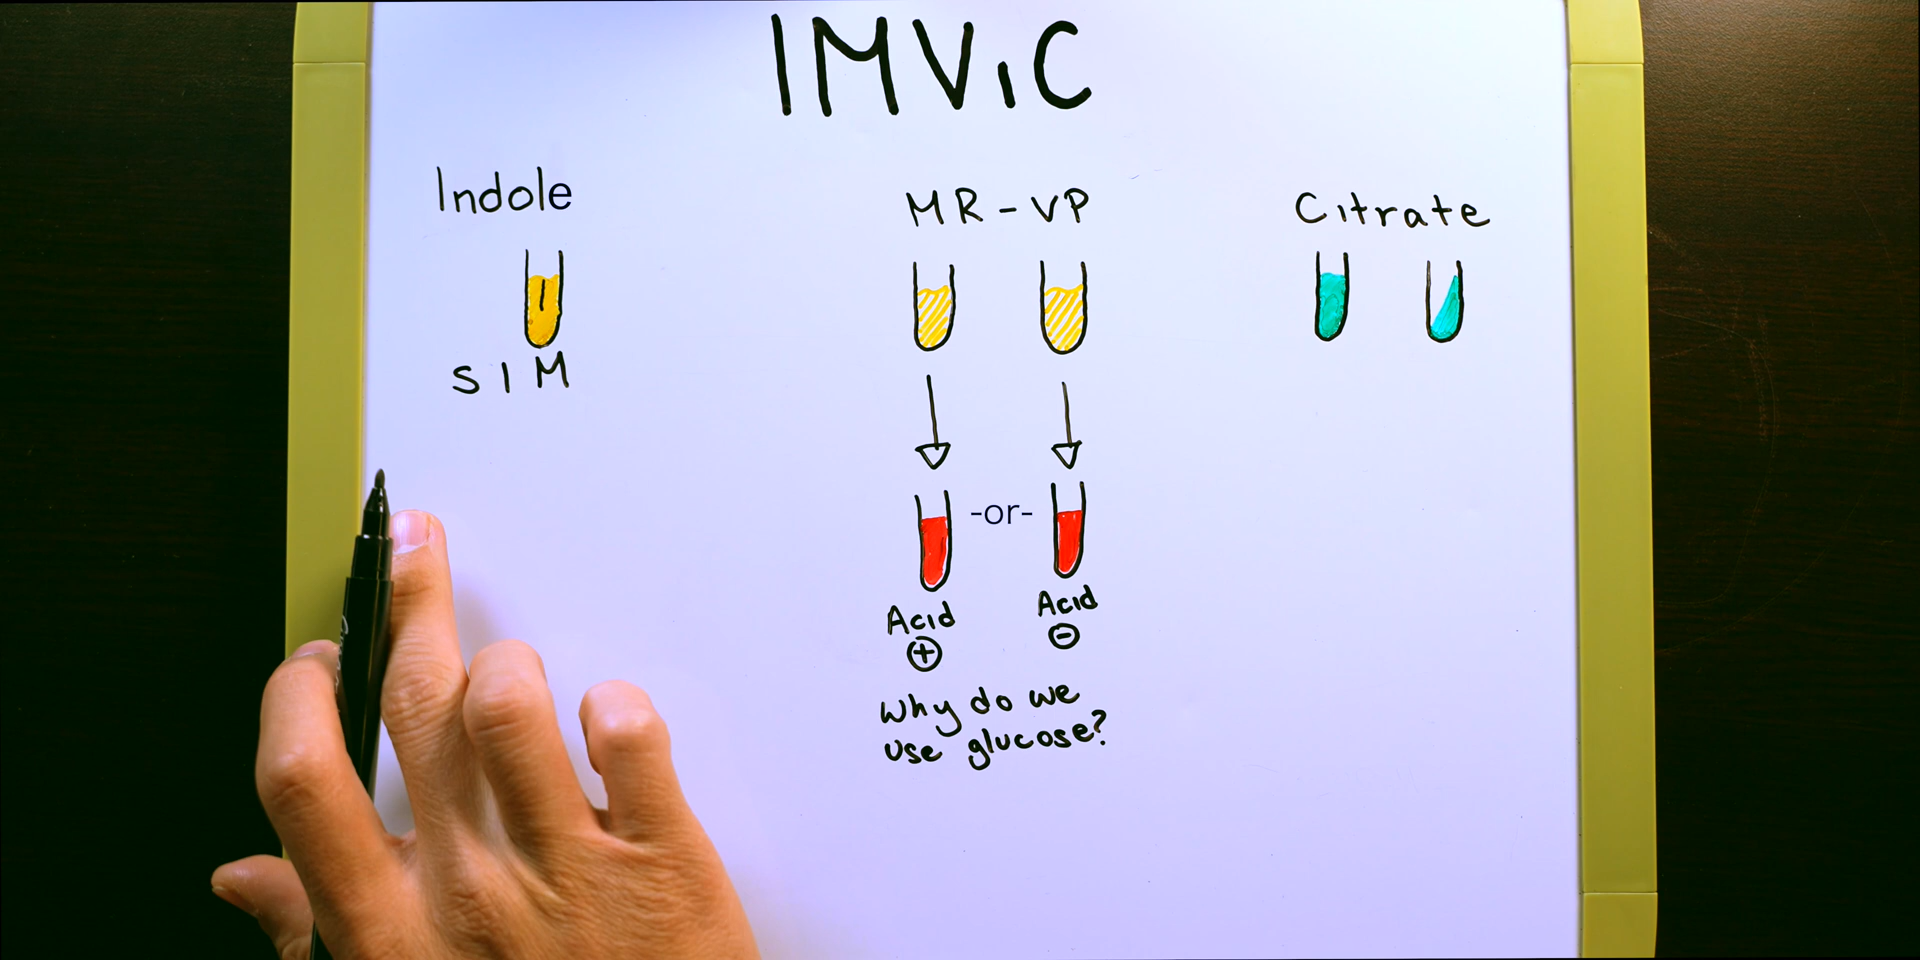 IMViC
Indole
MR-VP
Citrate
SIM
-or-
Acid
+
Acid
-
Why do we
use glucose?